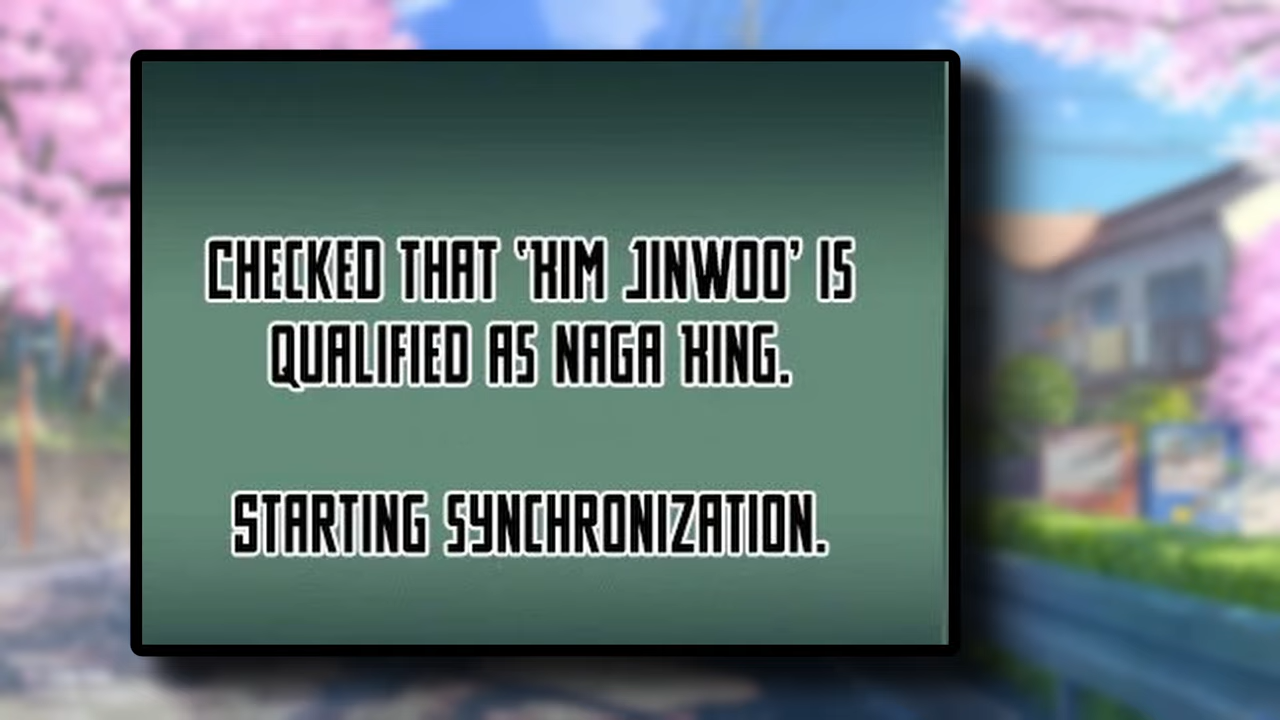 CHECKED THAT ‘KIM JINWOO’ IS
QUALIFIED AS NAGA KING.
STARTING SYNCHRONIZATION.